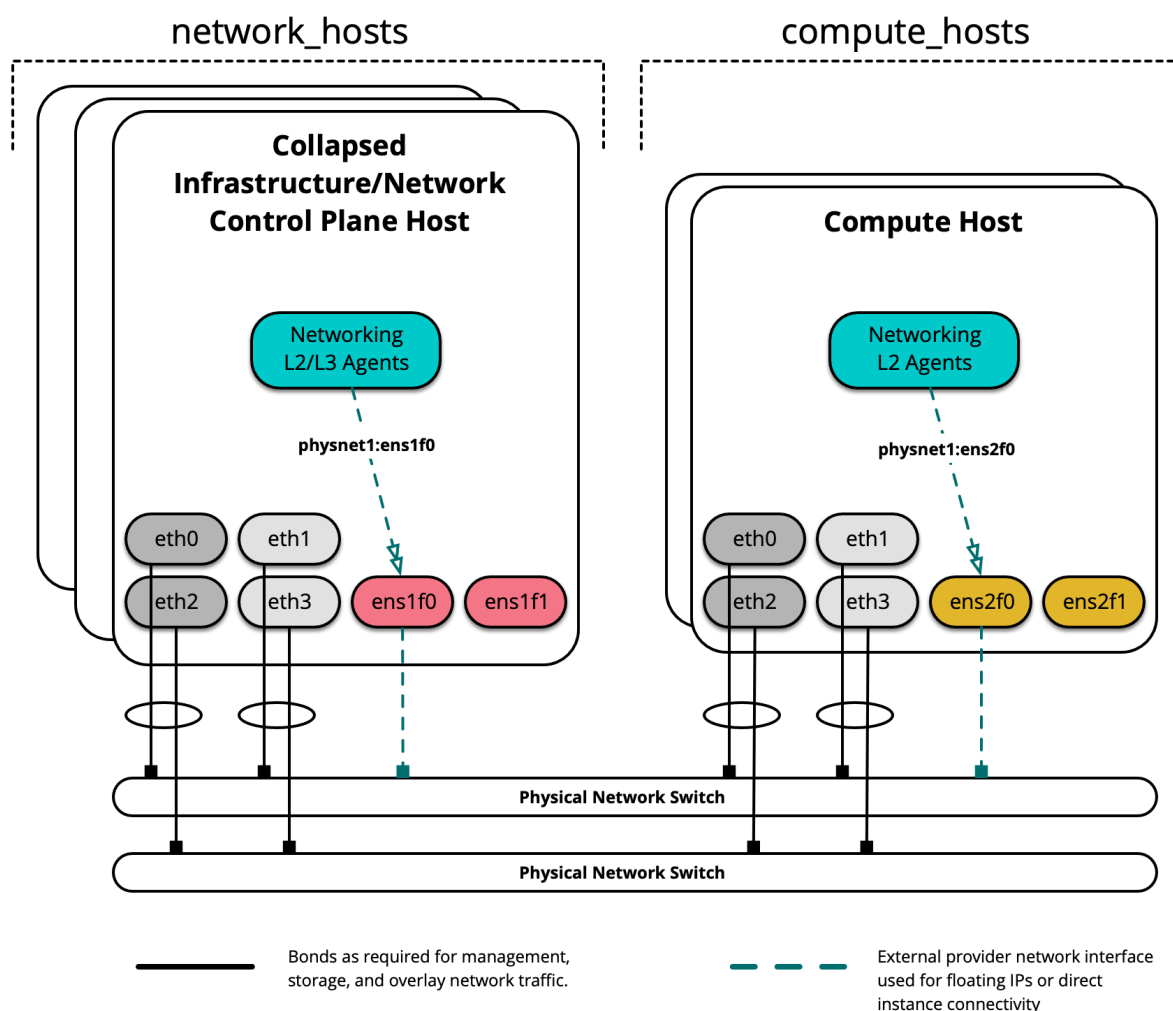 network_hosts
compute_hosts
Collapsed
Infrastructure/Network
Control Plane Host
Compute Host
Networking
L2/L3 Agents
Networking
L2 Agents
physnet1:ens1f0
physnet1:ens2f0
eth0
eth1
eth0
eth1
eth2
eth3
ens1f0
ens1f1
eth2
eth3
ens2f0
ens2f1
Physical Network Switch
Physical Network Switch
Bonds as required for management,
storage, and overlay network traffic.
External provider network interface
used for floating IPs or direct
instance connectivity